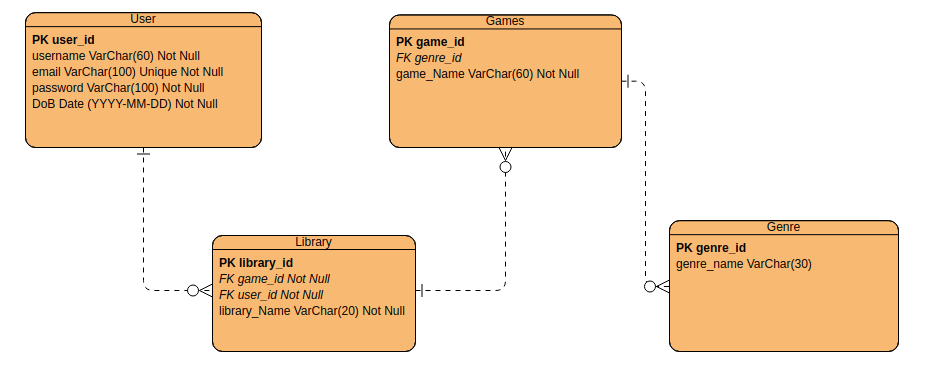 User
PK user_id
username VarChar(60) Not Null
email VarChar(100) Unique Not Null
password VarChar(100) Not Null
DoB Date (YYYY-MM-DD) Not Null
Games
PK game_id
FK genre_id
game_Name VarChar(60) Not Null
Library
PK library_id
FK game_id Not Null
FK user_id Not Null
library_Name VarChar(20) Not Null
Genre
PK genre_id
genre_name VarChar(30)